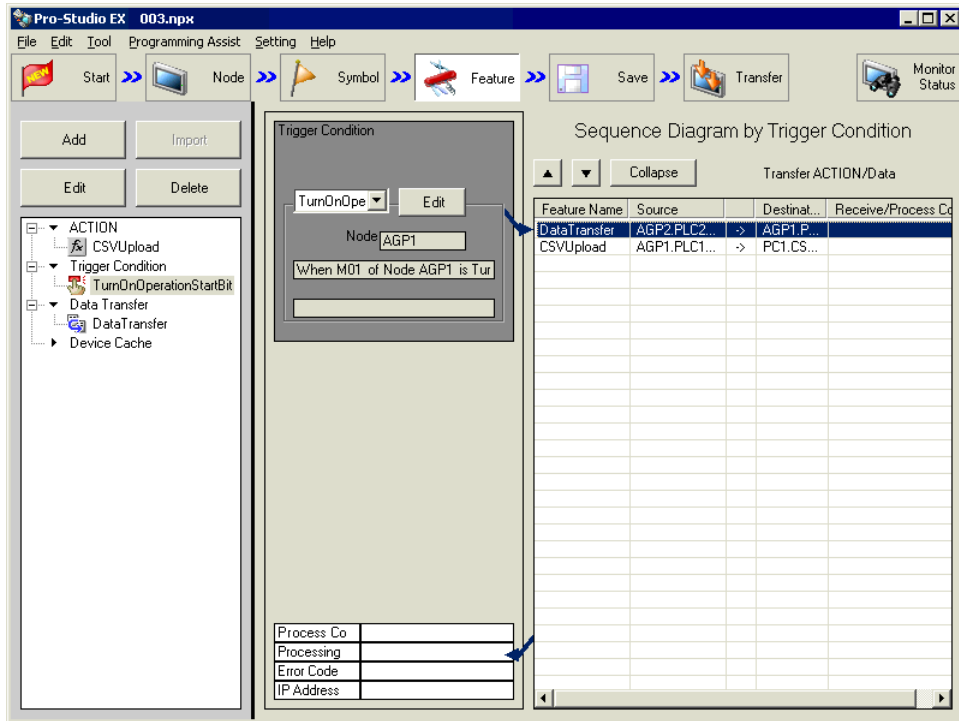 Pro-Studio EX 003.npx
File Edit Tool Programming Assist Setting Help
NEW Start Node Symbol Feature Save Transfer Monitor Status
Add Import
Edit Delete
ACTION
fx CSVUpload
Trigger Condition
TurnOnOperationStartBit
Data Transfer
DataTransfer
Device Cache
Trigger Condition
TurnOnOpe Edit
Node AGP1
When M01 of Node AGP1 is Tur
Process Co
Processing
Error Code
IP Address
Sequence Diagram by Trigger Condition
Collapse Transfer ACTION/Data
Feature Name Source Destinat... Receive/Process Co
DataTransfer AGP2.PLC2... -> AGP1.P...
CSVUpload AGP1.PLC1... -> PC1.CS...